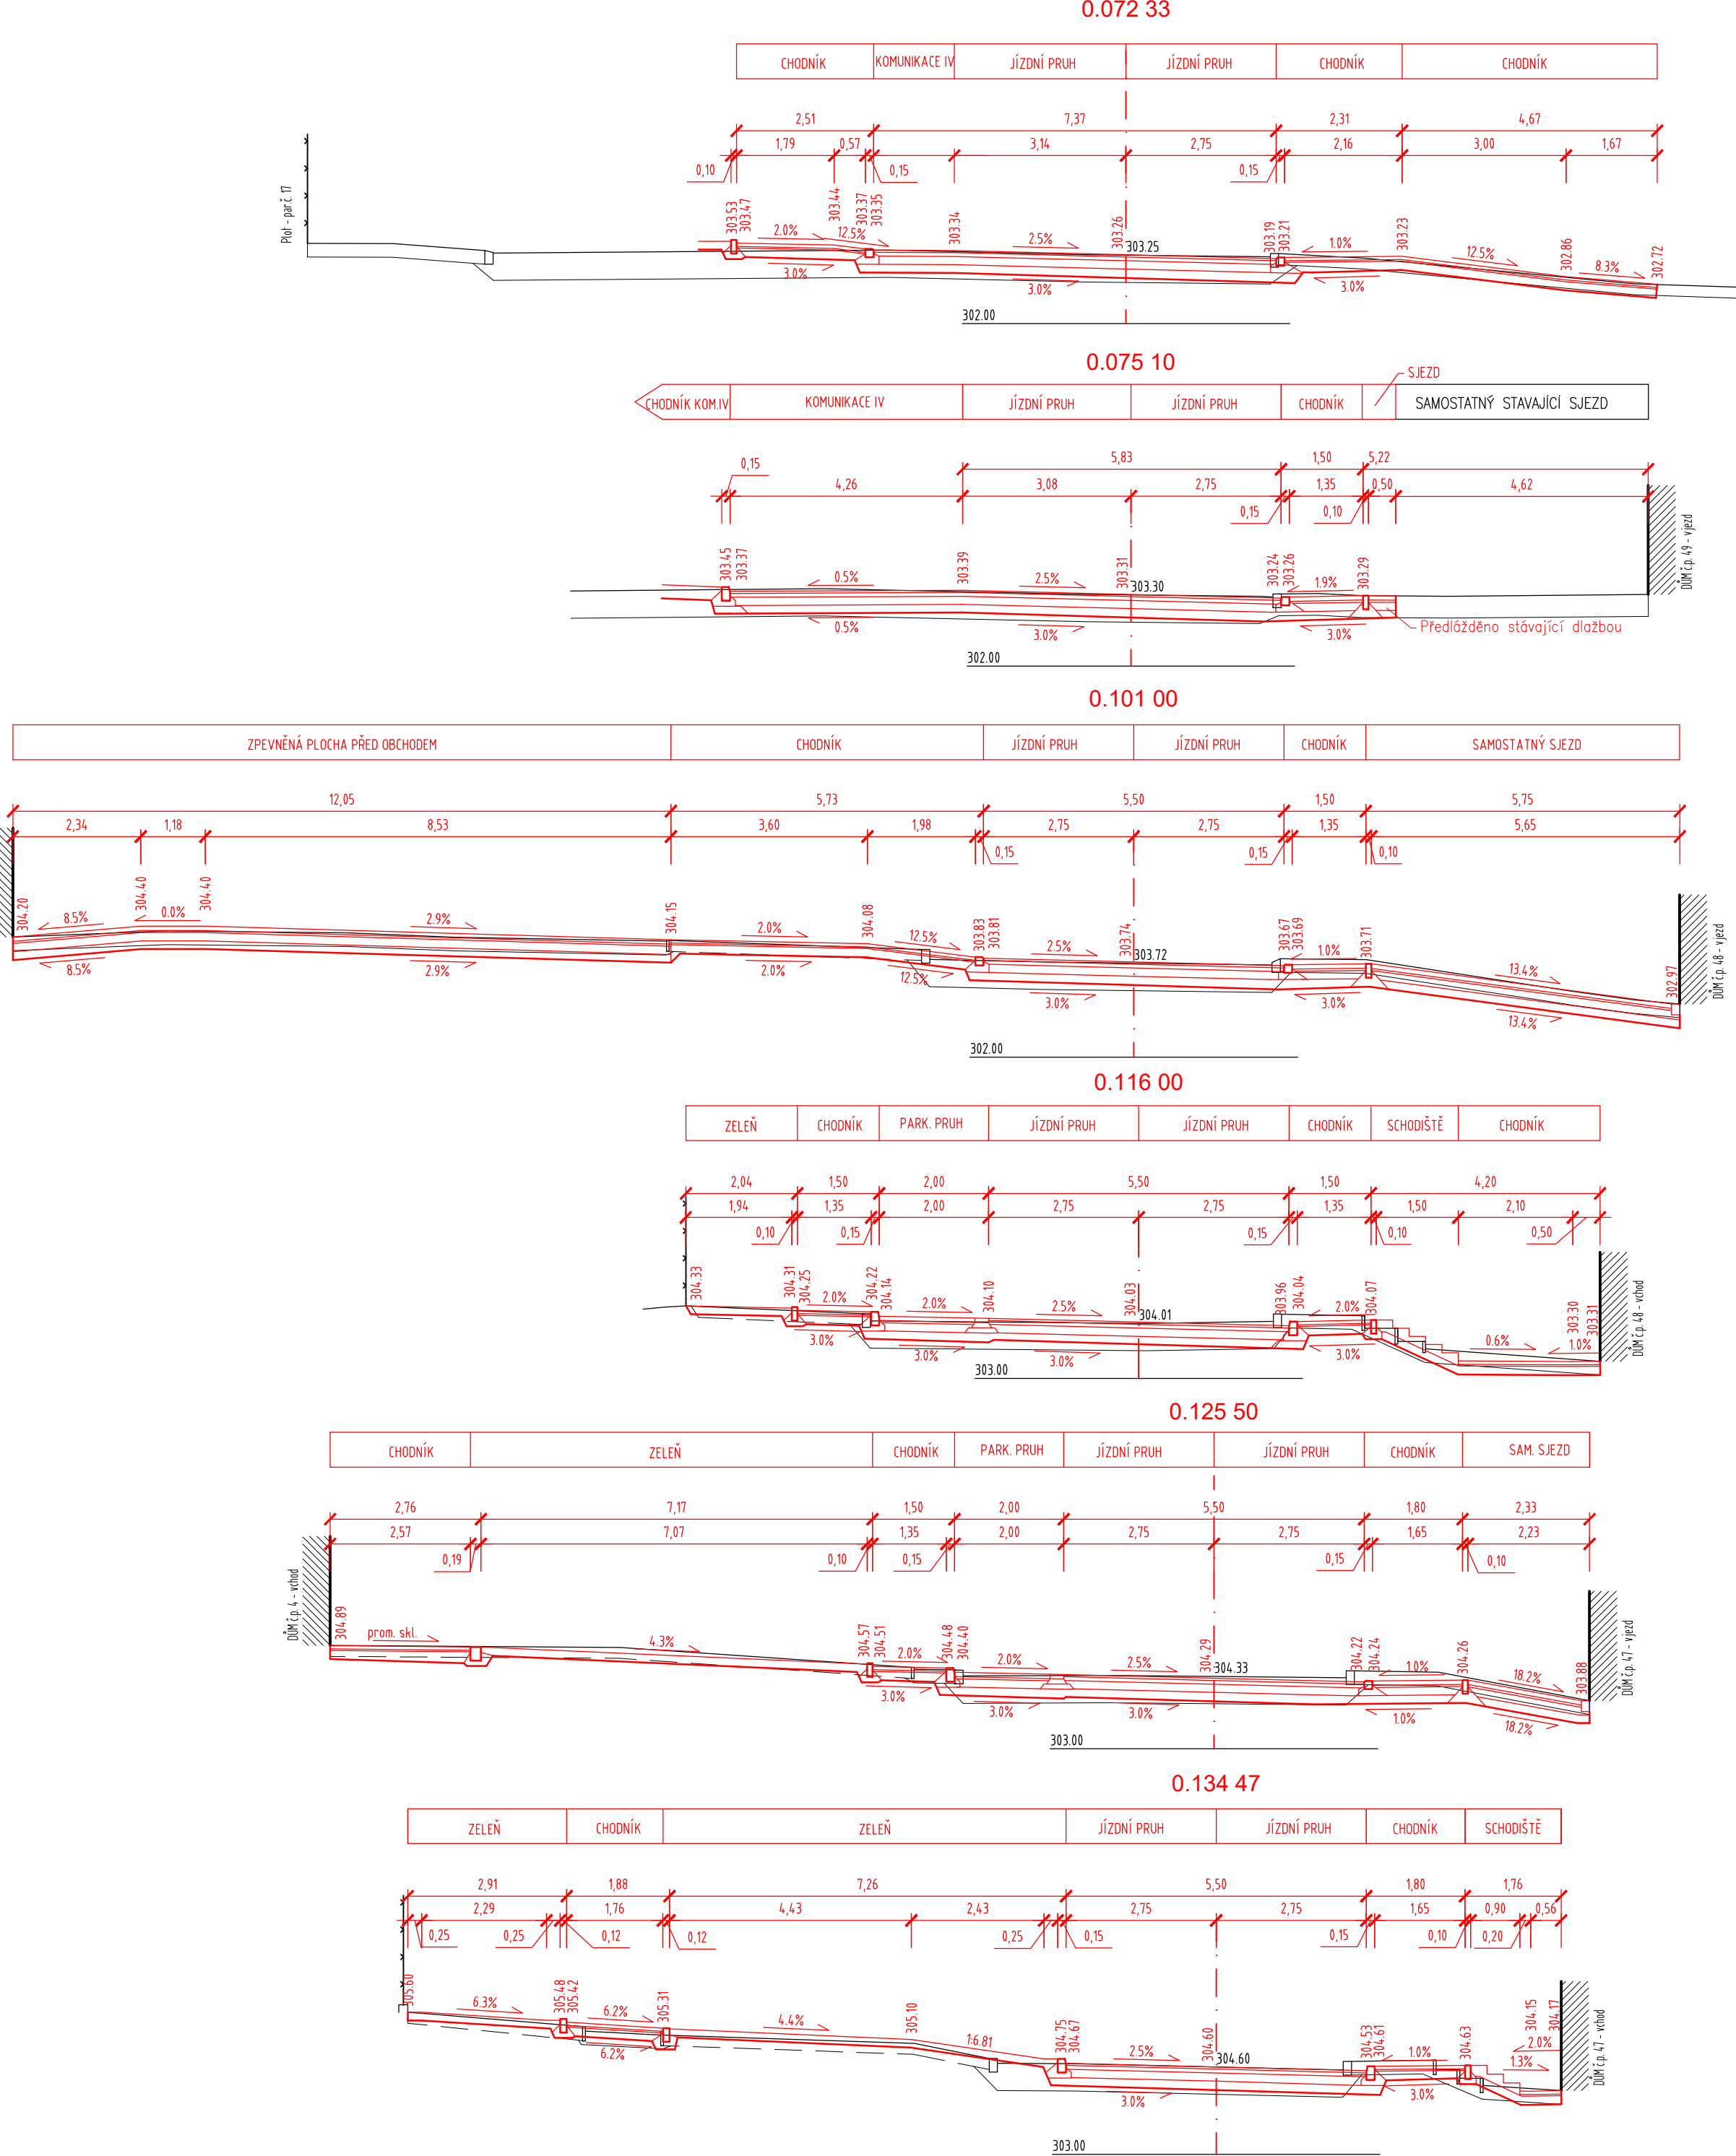 0.072 33
CHODNÍK KOMUNIKACE IV JÍZDNÍ PRUH JÍZDNÍ PRUH CHODNÍK CHODNÍK
2,51 7,37 2,31 4,67
1,79 0,57 3,14 2,75 2,16 3,00 1,67
0,10 0,15 0,15
Plot - par.č. 17
303.53 303.47 303.44 303.37 303.35 303.34 303.26 303.19 303.21 303.23 302.86 302.72
2.0% 12.5% 2.5% 303.25 1.0% 12.5% 8.3%
3.0% 3.0% 3.0%
302.00
0.075 10
SJEZD
CHODNÍK KOM.IV KOMUNIKACE IV JÍZDNÍ PRUH JÍZDNÍ PRUH CHODNÍK SAMOSTATNÝ STAVAJÍCÍ SJEZD
5,83 1,50 5,22
0,15
4,26 3,08 2,75 1,35 0,50 4,62
0,15 0,10
303.45 303.37 303.39 303.31 303.24 303.26 303.29
DŮM č.p. 49 - vjezd
0.5% 2.5% 303.30 1.9%
0.5% 3.0% 3.0% Předlážděno stávající dlažbou
302.00
0.101 00
ZPEVNĚNÁ PLOCHA PŘED OBCHODEM CHODNÍK JÍZDNÍ PRUH JÍZDNÍ PRUH CHODNÍK SAMOSTATNÝ SJEZD
12,05 5,73 5,50 1,50 5,75
2,34 1,18 8,53 3,60 1,98 2,75 2,75 1,35 5,65
0,15 0,15 0,10
304.20 304.40 304.40 304.15 304.08 303.83 303.81 303.74 303.67 303.69 303.71 302.97
DŮM č.p. 48 - vjezd
8.5% 0.0% 2.9% 2.0% 12.5% 2.5% 303.72 1.0% 13.4%
8.5% 2.9% 2.0% 12.5% 3.0% 3.0% 13.4%
302.00
0.116 00
ZELEŇ CHODNÍK PARK. PRUH JÍZDNÍ PRUH JÍZDNÍ PRUH CHODNÍK SCHODIŠTĚ CHODNÍK
2,04 1,50 2,00 5,50 1,50 4,20
1,94 1,35 2,00 2,75 2,75 1,35 1,50 2,10
0,10 0,15 0,15 0,10 0,50
304.33 304.31 304.25 304.22 304.14 304.10 304.03 303.96 304.04 304.07 303.30 303.31
DŮM č.p. 48 - vchod
2.0% 2.0% 2.5% 304.01 2.0% 0.6% 1.0%
3.0% 3.0% 3.0% 3.0%
303.00
0.125 50
CHODNÍK ZELEŇ CHODNÍK PARK. PRUH JÍZDNÍ PRUH JÍZDNÍ PRUH CHODNÍK SAM. SJEZD
2,76 7,17 1,50 2,00 5,50 1,80 2,33
2,57 7,07 1,35 2,00 2,75 2,75 1,65 2,23
0,19 0,10 0,15 0,15 0,10
DŮM č.p. 4 - vchod
304.89 304.57 304.51 304.48 304.40 304.29 304.22 304.24 304.26 303.88
DŮM č.p. 47 - vjezd
prom. skl. 4.3% 2.0% 2.0% 2.5% 304.33 1.0% 18.2%
3.0% 3.0% 3.0% 1.0% 18.2%
303.00
0.134 47
ZELEŇ CHODNÍK ZELEŇ JÍZDNÍ PRUH JÍZDNÍ PRUH CHODNÍK SCHODIŠTĚ
2,91 1,88 7,26 5,50 1,80 1,76
2,29 1,76 4,43 2,43 2,75 2,75 1,65 0,90 0,56
0,25 0,25 0,12 0,12 0,25 0,15 0,15 0,10 0,20
305.60 305.48 305.42 305.31 305.10 304.75 304.67 304.60 304.53 304.61 304.63 304.15 304.17
DŮM č.p. 47 - vchod
6.3% 6.2% 4.4% 1:6.81 2.5% 304.60 1.0% 2.0%
1.3%
6.2% 3.0% 3.0%
303.00